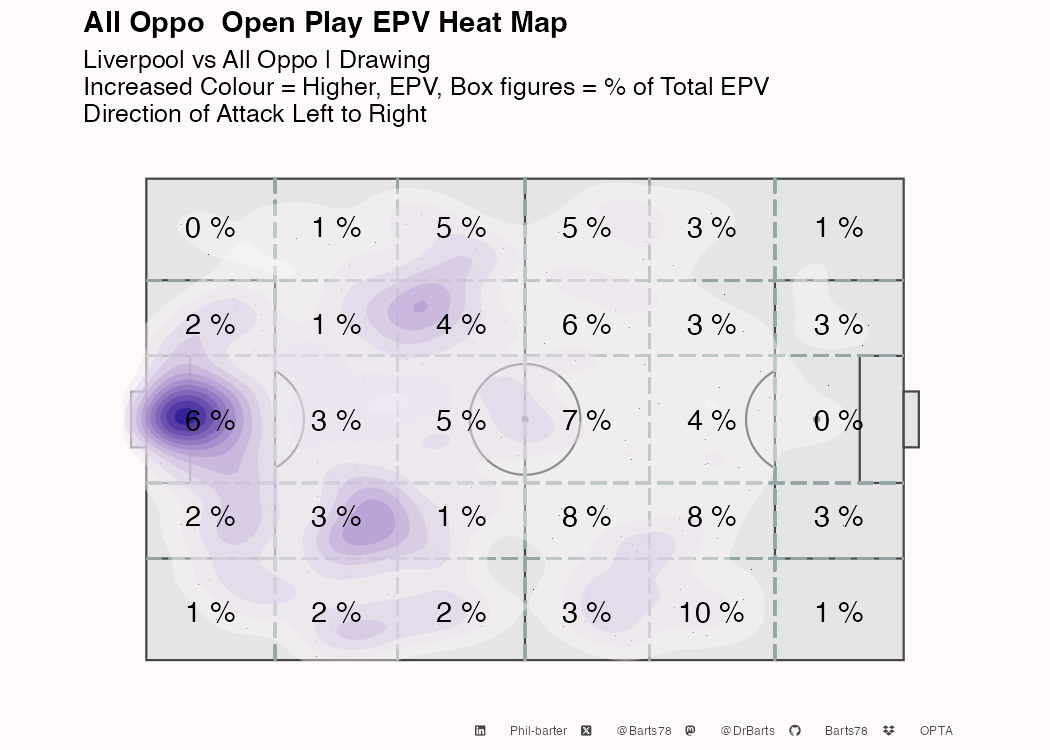 All Oppo  Open Play EPV Heat Map
Liverpool vs All Oppo | Drawing
Increased Colour = Higher, EPV, Box figures = % of Total EPV
Direction of Attack Left to Right
0 % 1 % 5 % 5 % 3 % 1 %
2 % 1 % 4 % 6 % 3 % 3 %
6 % 3 % 5 % 7 % 4 % 0 %
2 % 3 % 1 % 8 % 8 % 3 %
1 % 2 % 2 % 3 % 10 % 1 %
Phil-barter @Barts78 @DrBarts Barts78 OPTA